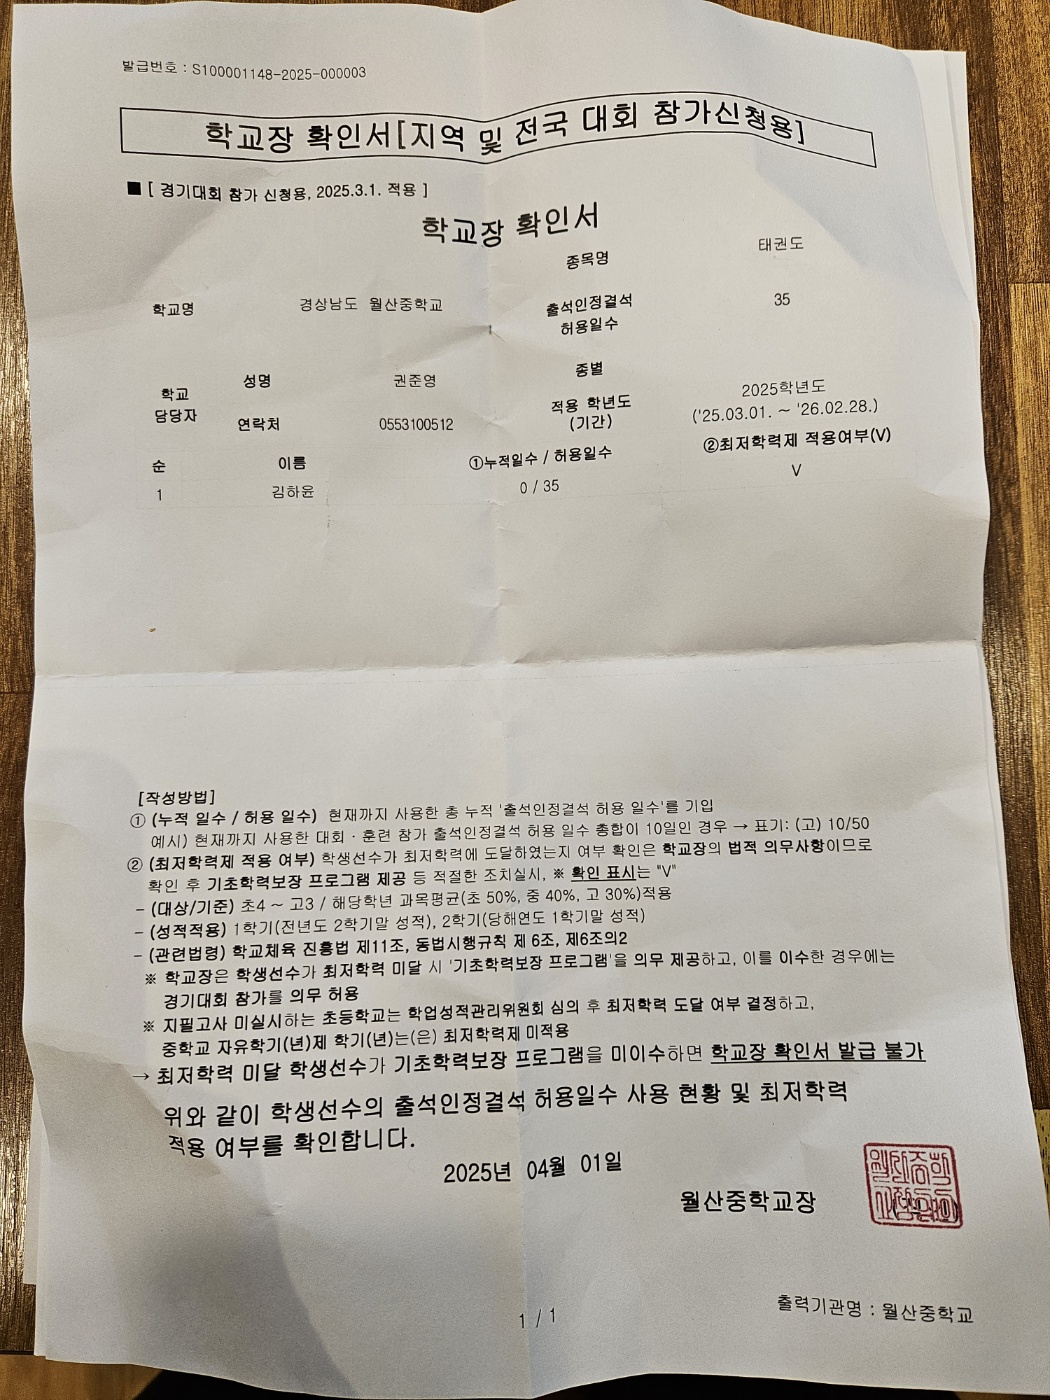 발급번호 : S100001148-2025-000003
학교장 확인서[지역 및 전국 대회 참가신청용]
■ [ 경기대회 참가 신청용, 2025.3.1. 적용 ]
학교장 확인서
학교명 경상남도 월산중학교 종목명 태권도
출석인정결석 허용일수 35
학교 담당자 성명 권준영 종별
연락처 0553100512 적용 학년도 (기간) 2025학년도 ('25.03.01. ~ '26.02.28.)
순 이름 ①누적일수 / 허용일수 ②최저학력제 적용여부(V)
1 김하윤 0 / 35 V
[작성방법]
① (누적 일수 / 허용 일수) 현재까지 사용한 총 누적 '출석인정결석 허용 일수'를 기입
예시) 현재까지 사용한 대회 · 훈련 참가 출석인정결석 허용 일수 총합이 10일인 경우 → 표기: (고) 10/50
② (최저학력제 적용 여부) 학생선수가 최저학력에 도달하였는지 여부 확인은 학교장의 법적 의무사항이므로
확인 후 기초학력보장 프로그램 제공 등 적절한 조치실시, ※ 확인 표시는 "V"
– (대상/기준) 초4 ~ 고3 / 해당학년 과목평균(초 50%, 중 40%, 고 30%)적용
– (성적적용) 1학기(전년도 2학기말 성적), 2학기(당해연도 1학기말 성적)
– (관련법령) 학교체육 진흥법 제11조, 동법시행규칙 제 6조, 제6조의2
※ 학교장은 학생선수가 최저학력 미달 시 '기초학력보장 프로그램'을 의무 제공하고, 이를 이수한 경우에는
경기대회 참가를 의무 허용
※ 지필고사 미실시하는 초등학교는 학업성적관리위원회 심의 후 최저학력 도달 여부 결정하고,
중학교 자유학기(년)제 학기(년)는(은) 최저학력제 미적용
→ 최저학력 미달 학생선수가 기초학력보장 프로그램을 미이수하면 학교장 확인서 발급 불가
위와 같이 학생선수의 출석인정결석 허용일수 사용 현황 및 최저학력
적용 여부를 확인합니다.
2025년 04월 01일
월산중학교장
1 / 1
출력기관명 : 월산중학교